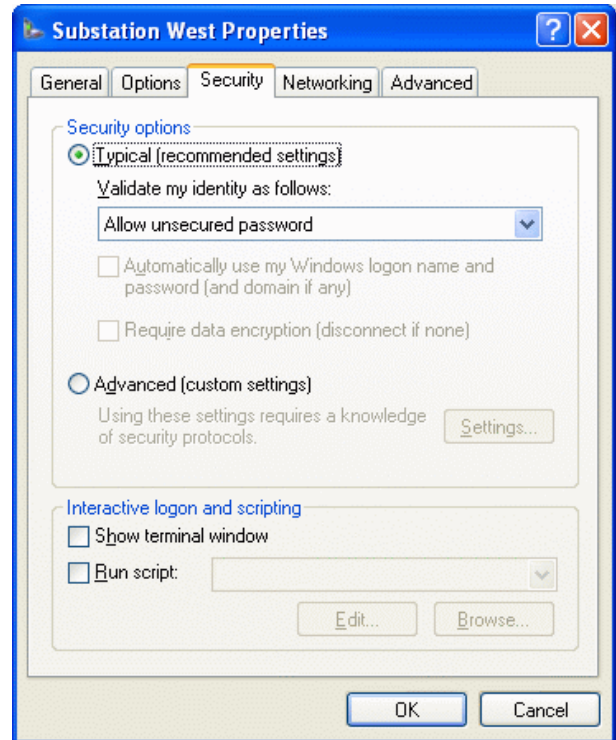 Substation West Properties
General Options Security Networking Advanced
Security options
Typical (recommended settings)
Validate my identity as follows:
Allow unsecured password
Automatically use my Windows logon name and
password (and domain if any)
Require data encryption (disconnect if none)
Advanced (custom settings)
Using these settings requires a knowledge
of security protocols.
Settings...
Interactive logon and scripting
Show terminal window
Run script:
Edit... Browse...
OK Cancel